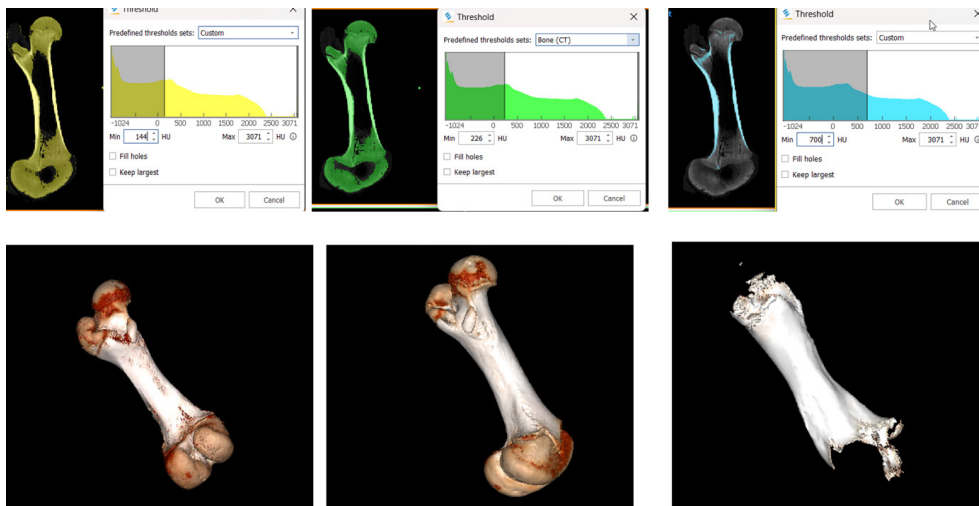 Threshold
Predefined thresholds sets: Custom
-1024 0 500 1000 1500 2000 2500 3071
Min 144 HU Max 3071 HU
Fill holes
Keep largest
OK Cancel
Threshold
Predefined thresholds sets: Bone (CT)
-1024 0 500 1000 1500 2000 2500 3071
Min 226 HU Max 3071 HU
Fill holes
Keep largest
OK Cancel
Threshold
Predefined thresholds sets: Custom
-1024 0 500 1000 1500 2000 2500 3071
Min 700 HU Max 3071 HU
Fill holes
Keep largest
OK Cancel